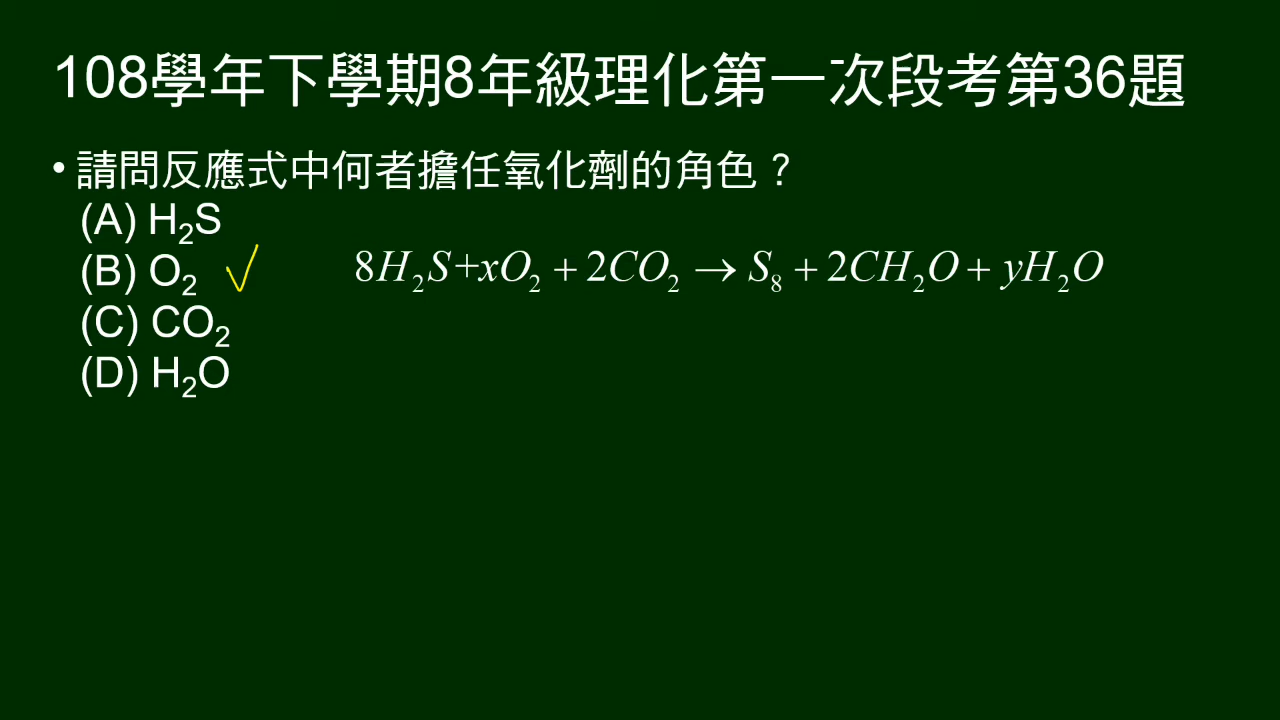 108學年下學期8年級理化第一次段考第36題
• 請問反應式中何者擔任氧化劑的角色？
(A) H₂S
(B) O₂ √
8H₂S+xO₂ + 2CO₂ → S₈ + 2CH₂O + yH₂O
(C) CO₂
(D) H₂O